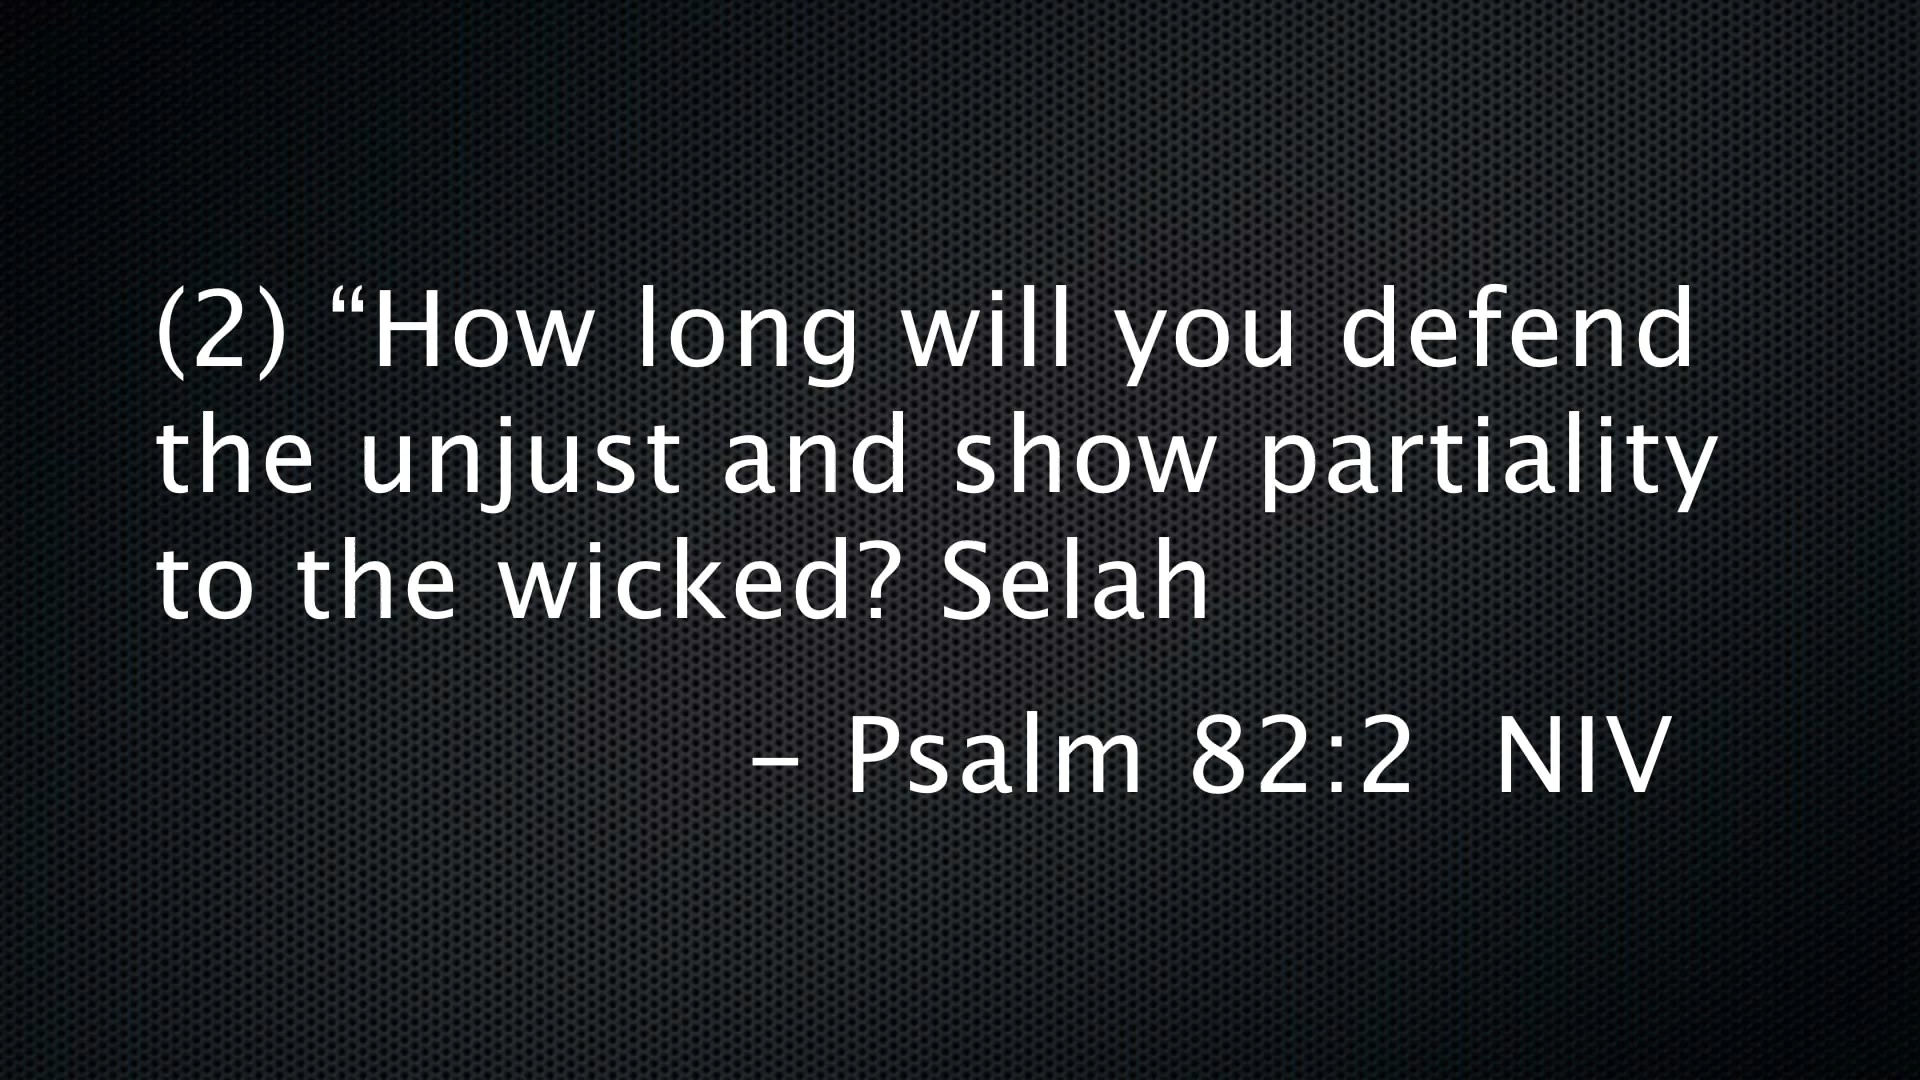 (2) “How long will you defend
the unjust and show partiality
to the wicked? Selah
– Psalm 82:2  NIV